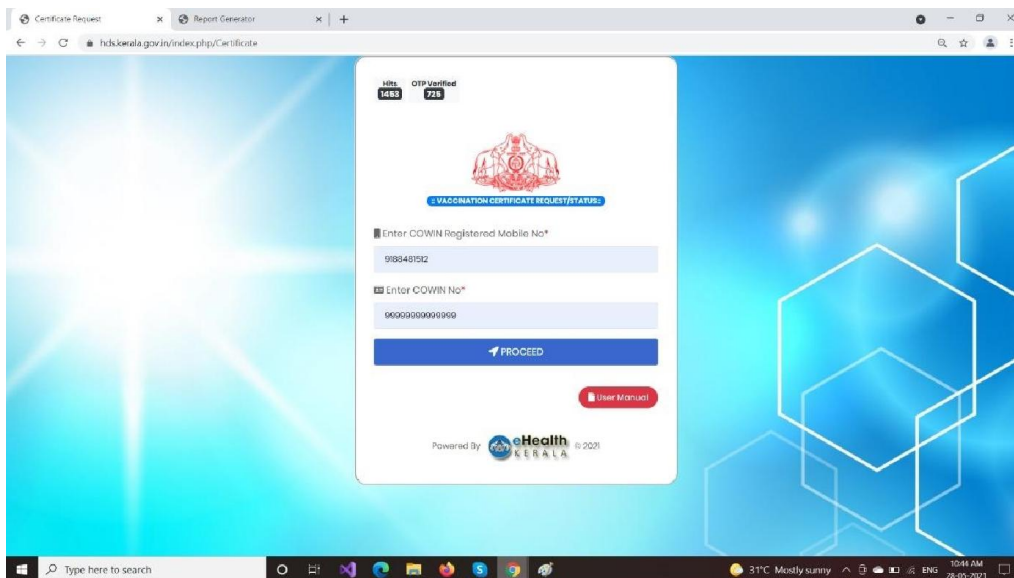 Certificate Request
Report Generator
hds.kerala.gov.in/index.php/Certificate
Hits OTP Verified
1453 725
:: VACCINATION CERTIFICATE REQUEST/STATUS::
Enter COWIN Registered Mobile No*
9188481512
Enter COWIN No*
99999999999999
PROCEED
User Manual
Powered By eHealth KERALA © 2021
Type here to search
31°C Mostly sunny
ENG
10:44 AM
28-05-2021